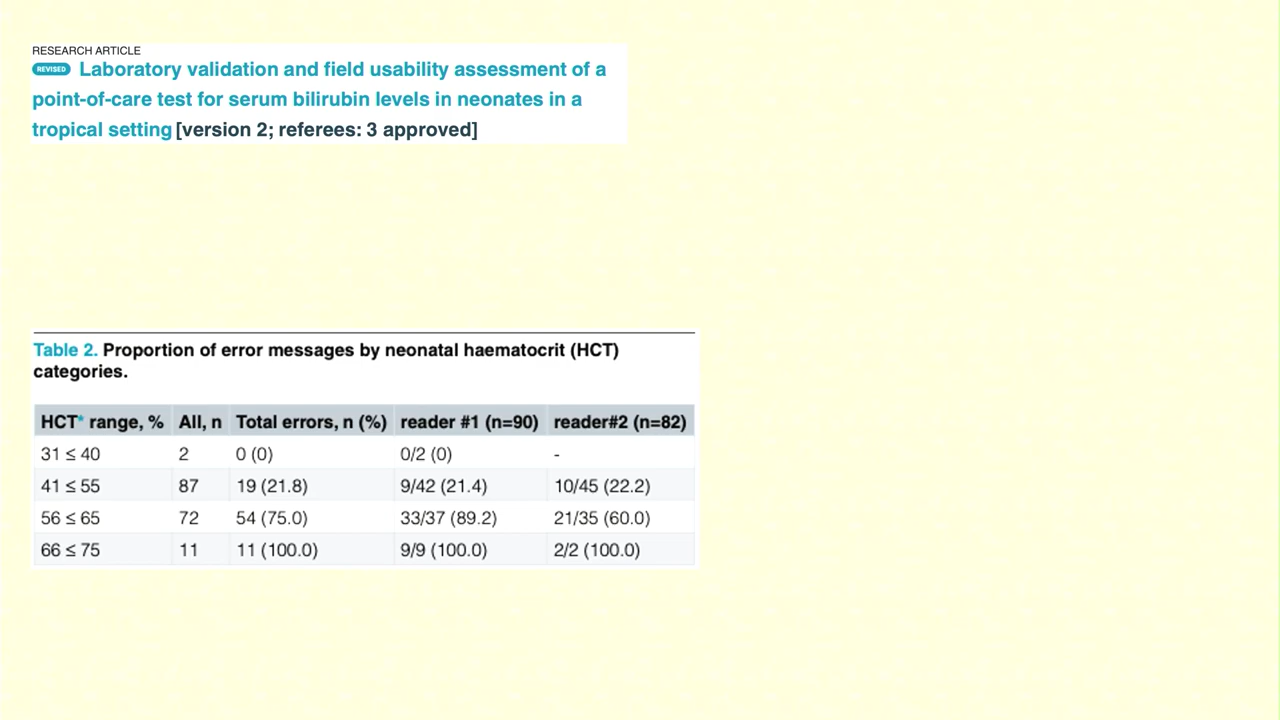 RESEARCH ARTICLE
REVISED Laboratory validation and field usability assessment of a
point-of-care test for serum bilirubin levels in neonates in a
tropical setting [version 2; referees: 3 approved]
Table 2. Proportion of error messages by neonatal haematocrit (HCT)
categories.
HCT* range, % All, n Total errors, n (%) reader #1 (n=90) reader#2 (n=82)
31 ≤ 40 2 0 (0) 0/2 (0) -
41 ≤ 55 87 19 (21.8) 9/42 (21.4) 10/45 (22.2)
56 ≤ 65 72 54 (75.0) 33/37 (89.2) 21/35 (60.0)
66 ≤ 75 11 11 (100.0) 9/9 (100.0) 2/2 (100.0)